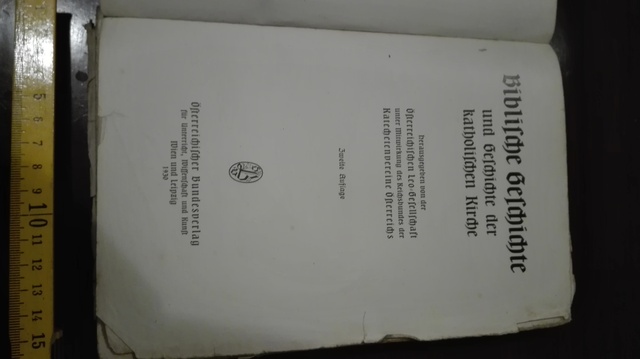 Biblische Geschichte
und Geschichte der
katholischen Kirche
Herausgegeben von der
Österreichischen Leo-Gesellschaft
unter Mitwirkung des Reichsbundes der
Katechetenvereine Österreichs
Zweite Auflage
Österreichischer Bundesverlag
für Unterricht, Wissenschaft und Kunst
Wien und Leipzig
1930
5
6
7
8
9
10
11
12
13
14
15